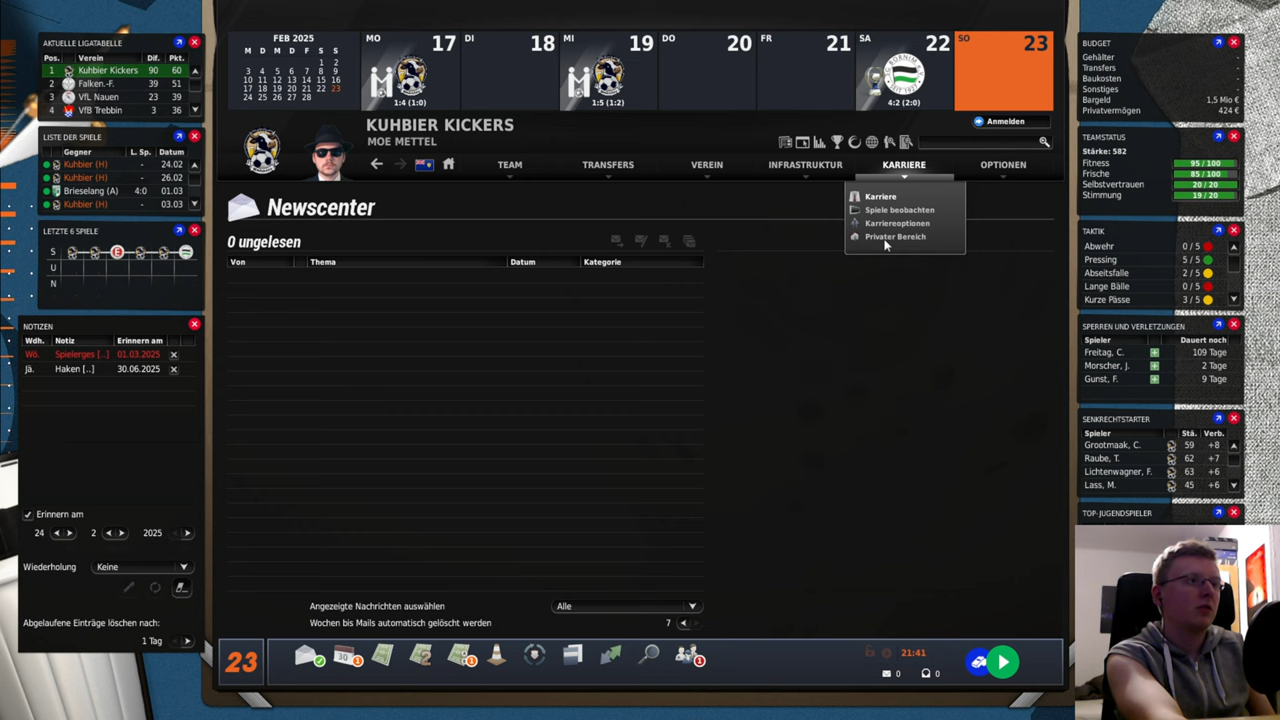 AKTUELLE LIGATABELLE
Pos. Verein Dif. Pkt.
1 Kuhbier Kickers 90 60
2 Falken.-F. 39 51
3 VfL Nauen 23 39
4 VfB Trebbin 3 36
LISTE DER SPIELE
Gegner L. Sp. Datum
Kuhbier (H) - 24.02
Kuhbier (H) - 26.02
Brieselang (A) 4:0 01.03
Kuhbier (H) - 03.03
LETZTE 6 SPIELE
S
U
N
NOTIZEN
Wdh. Notiz Erinnern am
Wö. Spielerges [..] 01.03.2025
Jä. Haken [..] 30.06.2025
Erinnern am
24 2 2025
Wiederholung Keine
Abgelaufene Einträge löschen nach:
1 Tag
FEB 2025
M D M D F S S
1 2
3 4 5 6 7 8 9
10 11 12 13 14 15 16
17 18 19 20 21 22 23
24 25 26 27 28
MO 17
1:4 (1:0)
DI 18
MI 19
1:5 (1:2)
DO 20
FR 21
SA 22
4:2 (2:0)
SO 23
KUHBIER KICKERS
MOE METTEL
Anmelden
TEAM TRANSFERS VEREIN INFRASTRUKTUR KARRIERE OPTIONEN
Karriere
Spiele beobachten
Karriereoptionen
Privater Bereich
Newscenter
0 ungelesen
Von Thema Datum Kategorie
Angezeigte Nachrichten auswählen Alle
Wochen bis Mails automatisch gelöscht werden 7
23
30 1
2
1
1
21:41
0 0
BUDGET
Gehälter -
Transfers -
Baukosten -
Sonstiges -
Bargeld 1,5 Mio €
Privatvermögen 424 €
TEAMSTATUS
Stärke: 582
Fitness 95 / 100
Frische 85 / 100
Selbstvertrauen 20 / 20
Stimmung 19 / 20
TAKTIK
Abwehr 0 / 5
Pressing 5 / 5
Abseitsfalle 2 / 5
Lange Bälle 0 / 5
Kurze Pässe 3 / 5
SPERREN UND VERLETZUNGEN
Spieler Dauert noch
Freitag, C. 109 Tage
Morscher, J. 2 Tage
Gunst, F. 9 Tage
SENKRECHTSTARTER
Spieler Stä. Verb.
Grootmaak, C. 59 +8
Raube, T. 62 +7
Lichtenwagner, F. 63 +6
Lass, M. 45 +6
TOP-JUGENDSPIELER